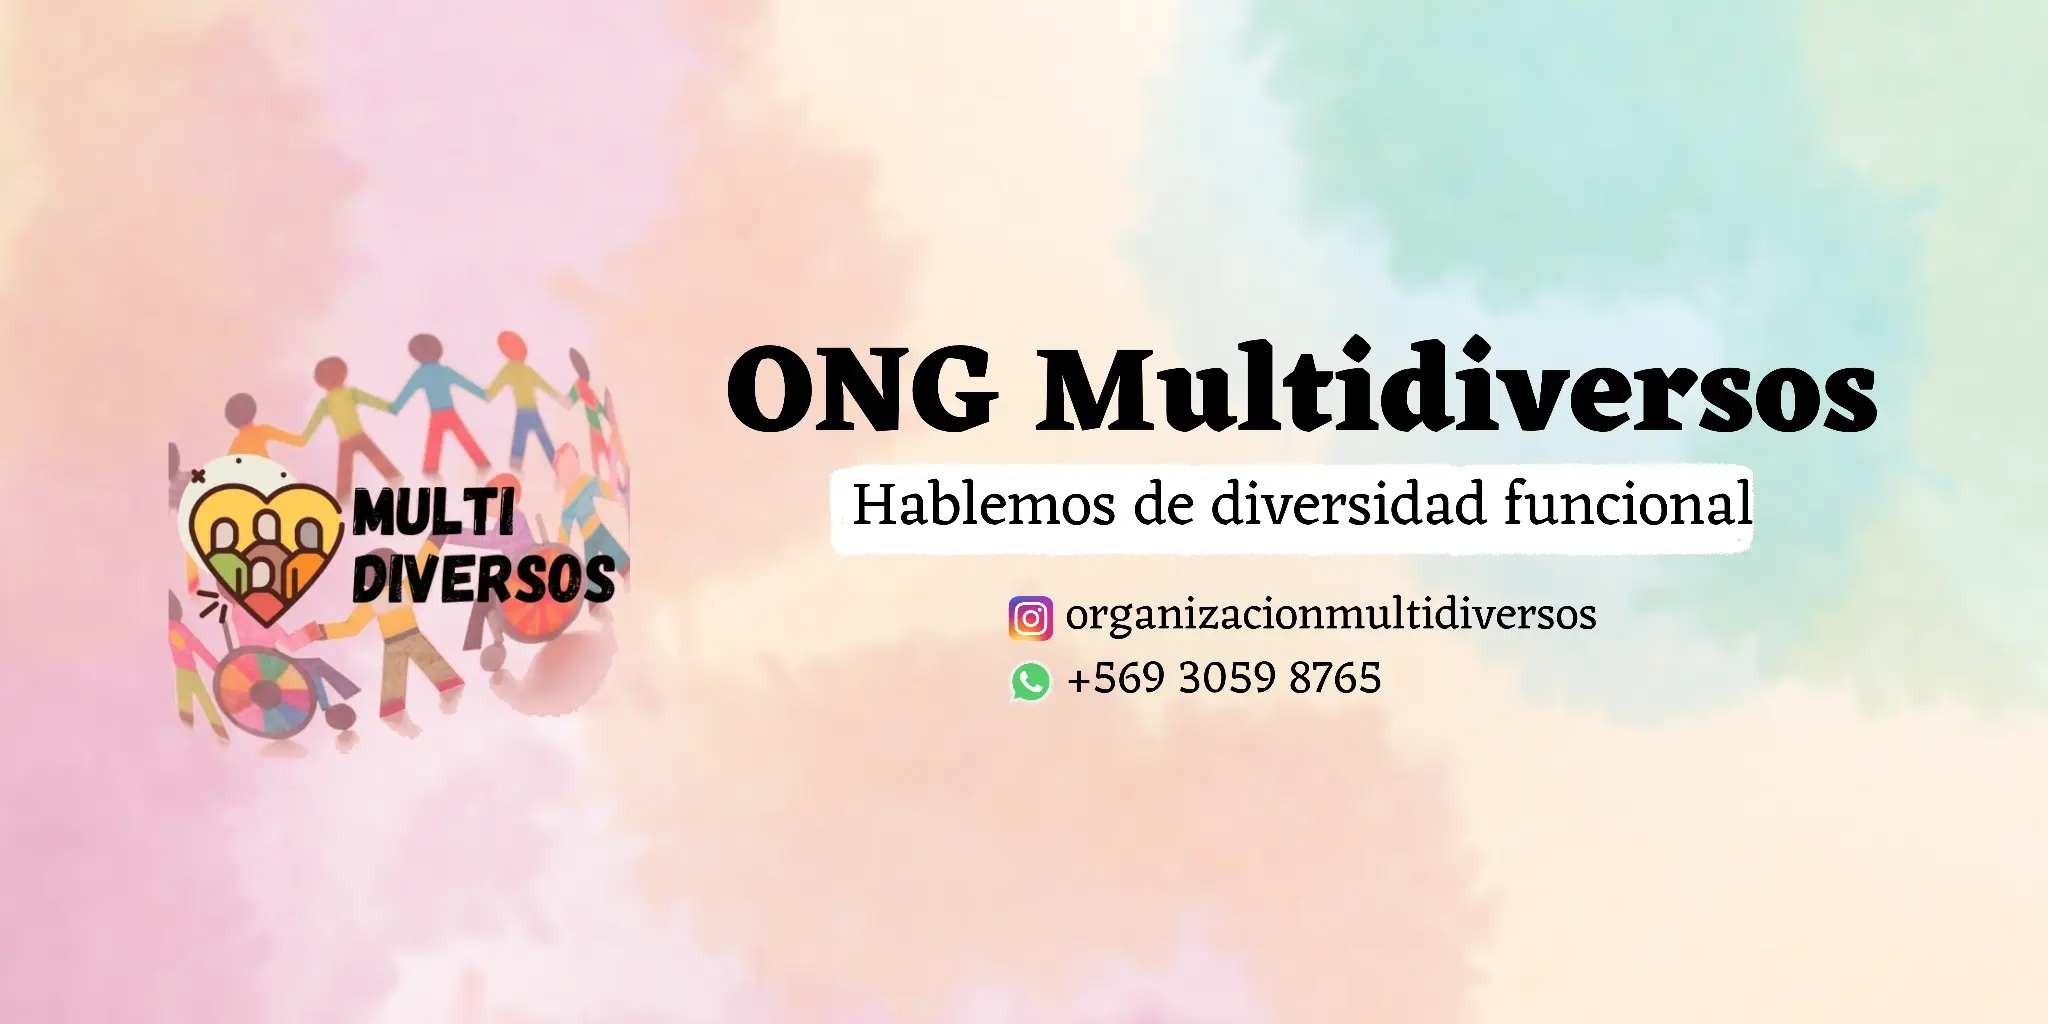 MULTI
DIVERSOS
ONG Multidiversos
Hablemos de diversidad funcional
organizacionmultidiversos
+569 3059 8765